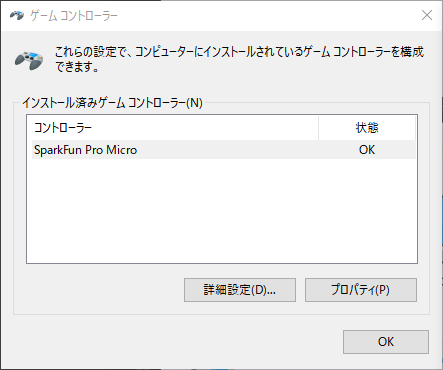 ゲーム コントローラー
これらの設定で、コンピューターにインストールされているゲーム コントローラーを構成
できます。
インストール済みゲーム コントローラー(N)
コントローラー 状態
SparkFun Pro Micro OK
詳細設定(D)... プロパティ(P)
OK